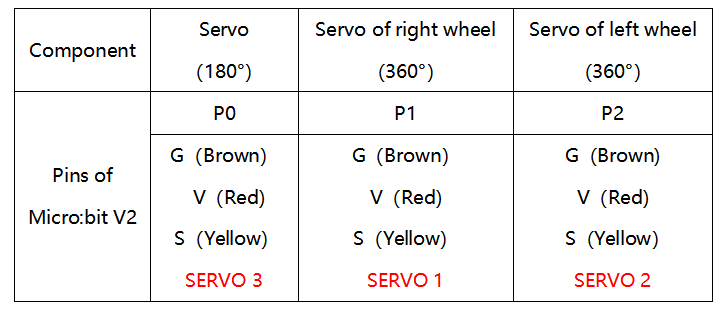 Component
Servo
(180°)
Servo of right wheel
(360°)
Servo of left wheel
(360°)
Pins of
Micro:bit V2
P0
P1
P2
G (Brown)
G (Brown)
G (Brown)
V (Red)
V (Red)
V (Red)
S (Yellow)
S (Yellow)
S (Yellow)
SERVO 3
SERVO 1
SERVO 2